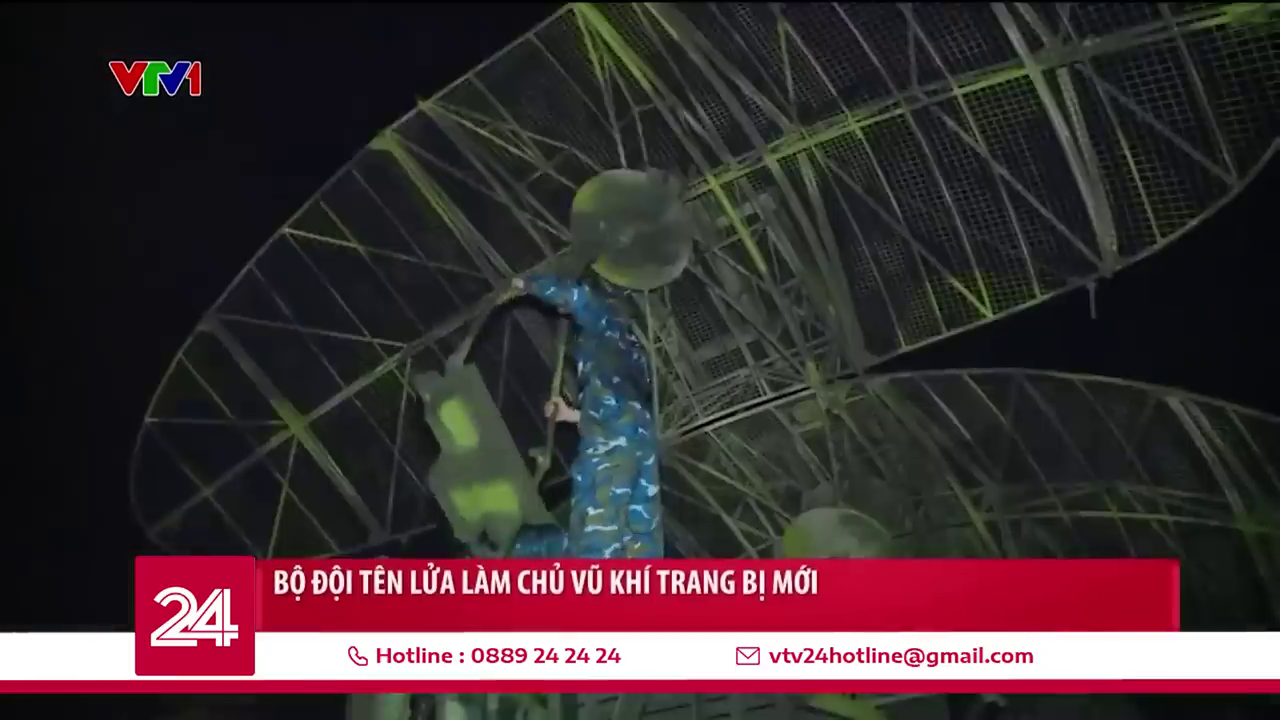 VTV1
BỘ ĐỘI TÊN LỬA LÀM CHỦ VŨ KHÍ TRANG BỊ MỚI
24
Hotline : 0889 24 24 24
vtv24hotline@gmail.com